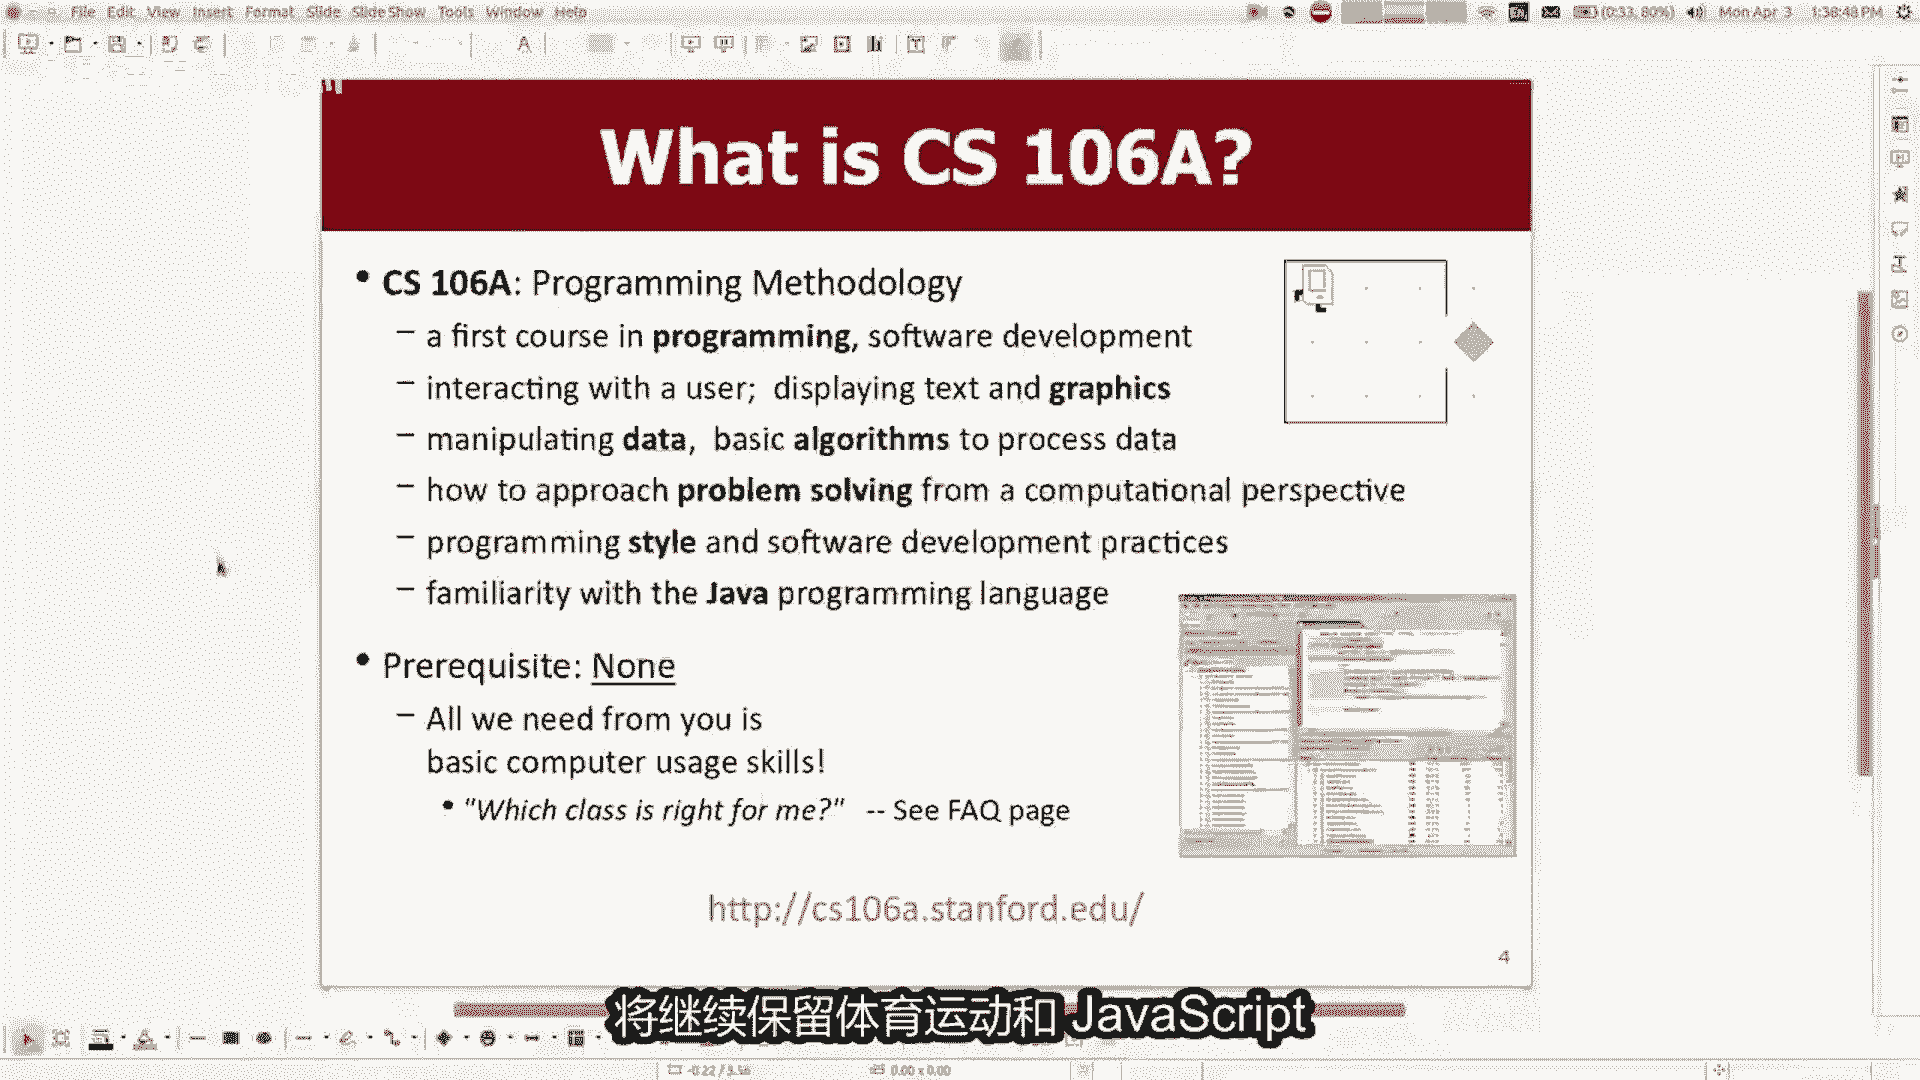 File Edit View Insert Format Slide Slide Show Tools Window Help
(0:33, 80%) Mon Apr 3 1:38:48 PM
What is CS 106A?
• CS 106A: Programming Methodology
– a first course in programming, software development
– interacting with a user; displaying text and graphics
– manipulating data, basic algorithms to process data
– how to approach problem solving from a computational perspective
– programming style and software development practices
– familiarity with the Java programming language
• Prerequisite: None
– All we need from you is
basic computer usage skills!
• "Which class is right for me?" -- See FAQ page
http://cs106a.stanford.edu/
4
将继续保留体育运动和 JavaScript
-0.22 / 3.56 0.00 x 0.00